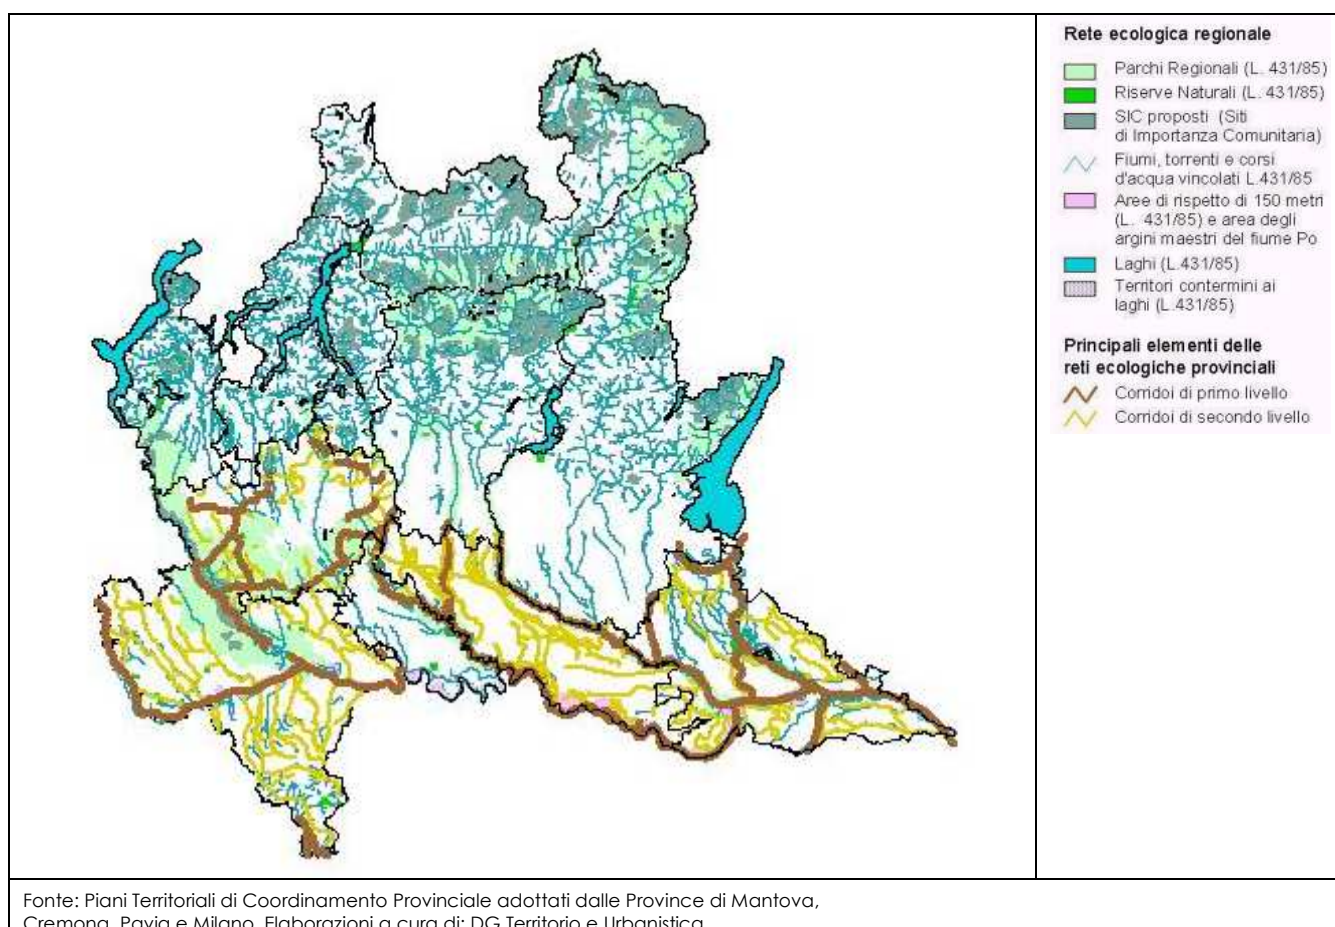 Rete ecologica regionale
Parchi Regionali (L. 431/85)
Riserve Naturali (L. 431/85)
SIC proposti (Siti
di Importanza Comunitaria)
Fiumi, torrenti e corsi
d'acqua vincolati L.431/85
Aree di rispetto di 150 metri
(L. 431/85) e area degli
argini maestri del fiume Po
Laghi (L.431/85)
Territori contermini ai
laghi (L.431/85)
Principali elementi delle
reti ecologiche provinciali
Corridoi di primo livello
Corridoi di secondo livello
Fonte: Piani Territoriali di Coordinamento Provinciale adottati dalle Province di Mantova,
Cremona, Pavia e Milano. Elaborazioni a cura di: DG Territorio e Urbanistica